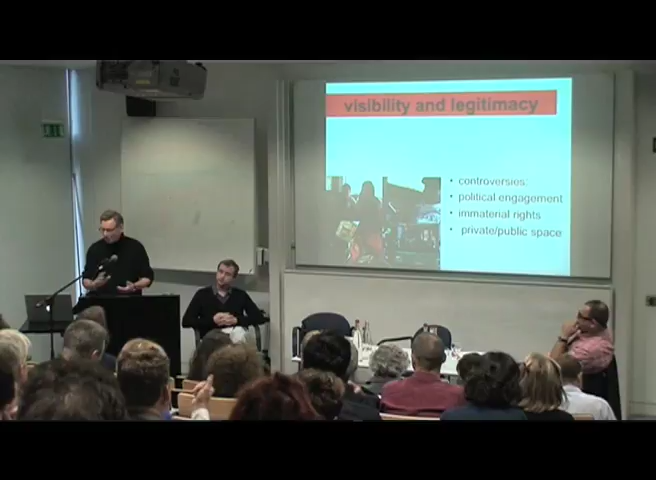 visibility and legitimacy
• controversies:
• political engagement
• immaterial rights
• private/public space